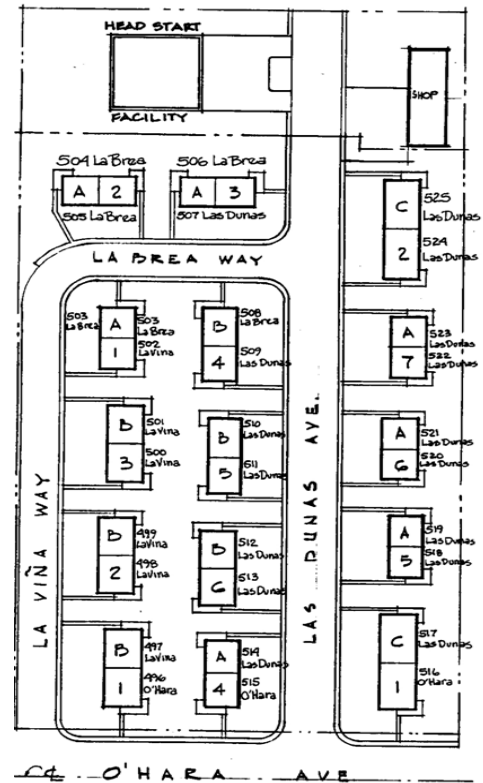 HEAD START
FACILITY
SHOP
504 La Brea
506 La Brea
A 2
A 3
505 La Brea
507 Las Dunas
C
525
Las Dunas
2
524
Las Dunas
LA BREA WAY
503
La Brea
A
503
La Brea
1
502
La Vina
B
508
La Brea
4
509
Las Dunas
A
523
Las Dunas
7
522
Las Dunas
B
501
La Vina
3
500
La Vina
B
510
Las Dunas
5
511
Las Dunas
A
521
Las Dunas
6
520
Las Dunas
B
499
La Vina
2
498
La Vina
B
512
Las Dunas
6
513
Las Dunas
A
519
Las Dunas
5
518
Las Dunas
B
497
La Vina
1
496
O'Hara
A
514
Las Dunas
4
515
O'Hara
C
517
Las Dunas
1
516
O'Hara
LA VIÑA WAY
LAS DUNAS AVE.
℄ O'HARA AVE